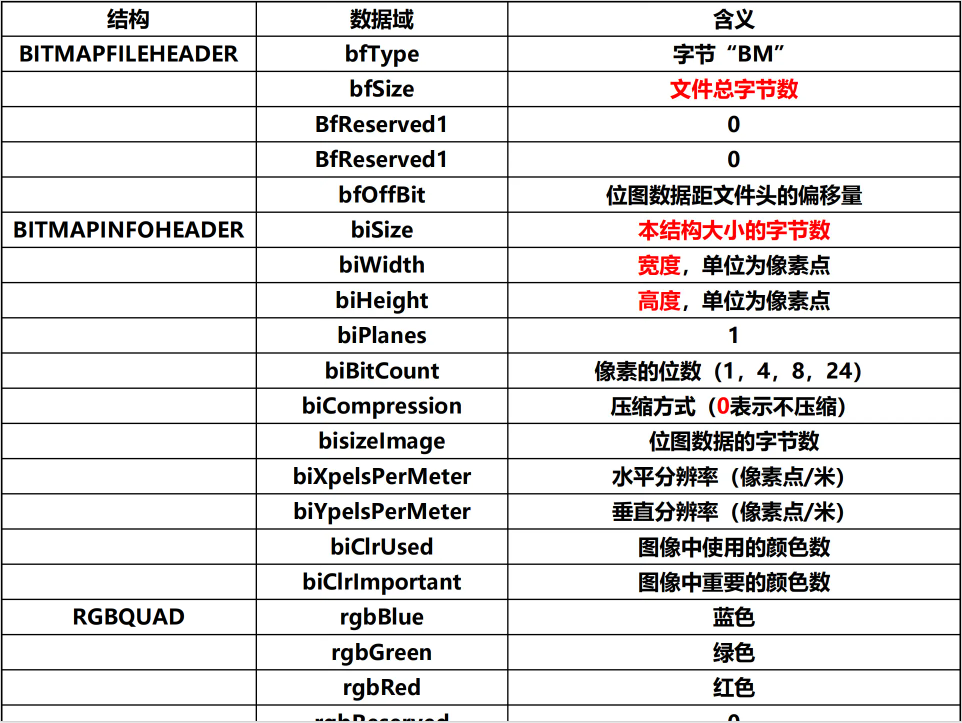 结构 数据域 含义
BITMAPFILEHEADER bfType 字节“BM”
bfSize 文件总字节数
BfReserved1 0
BfReserved1 0
bfOffBit 位图数据距文件头的偏移量
BITMAPINFOHEADER biSize 本结构大小的字节数
biWidth 宽度，单位为像素点
biHeight 高度，单位为像素点
biPlanes 1
biBitCount 像素的位数（1，4，8，24）
biCompression 压缩方式（0表示不压缩）
bisizeImage 位图数据的字节数
biXpelsPerMeter 水平分辨率（像素点/米）
biYpelsPerMeter 垂直分辨率（像素点/米）
biClrUsed 图像中使用的颜色数
biClrImportant 图像中重要的颜色数
RGBQUAD rgbBlue 蓝色
rgbGreen 绿色
rgbRed 红色
rgbReserved 0